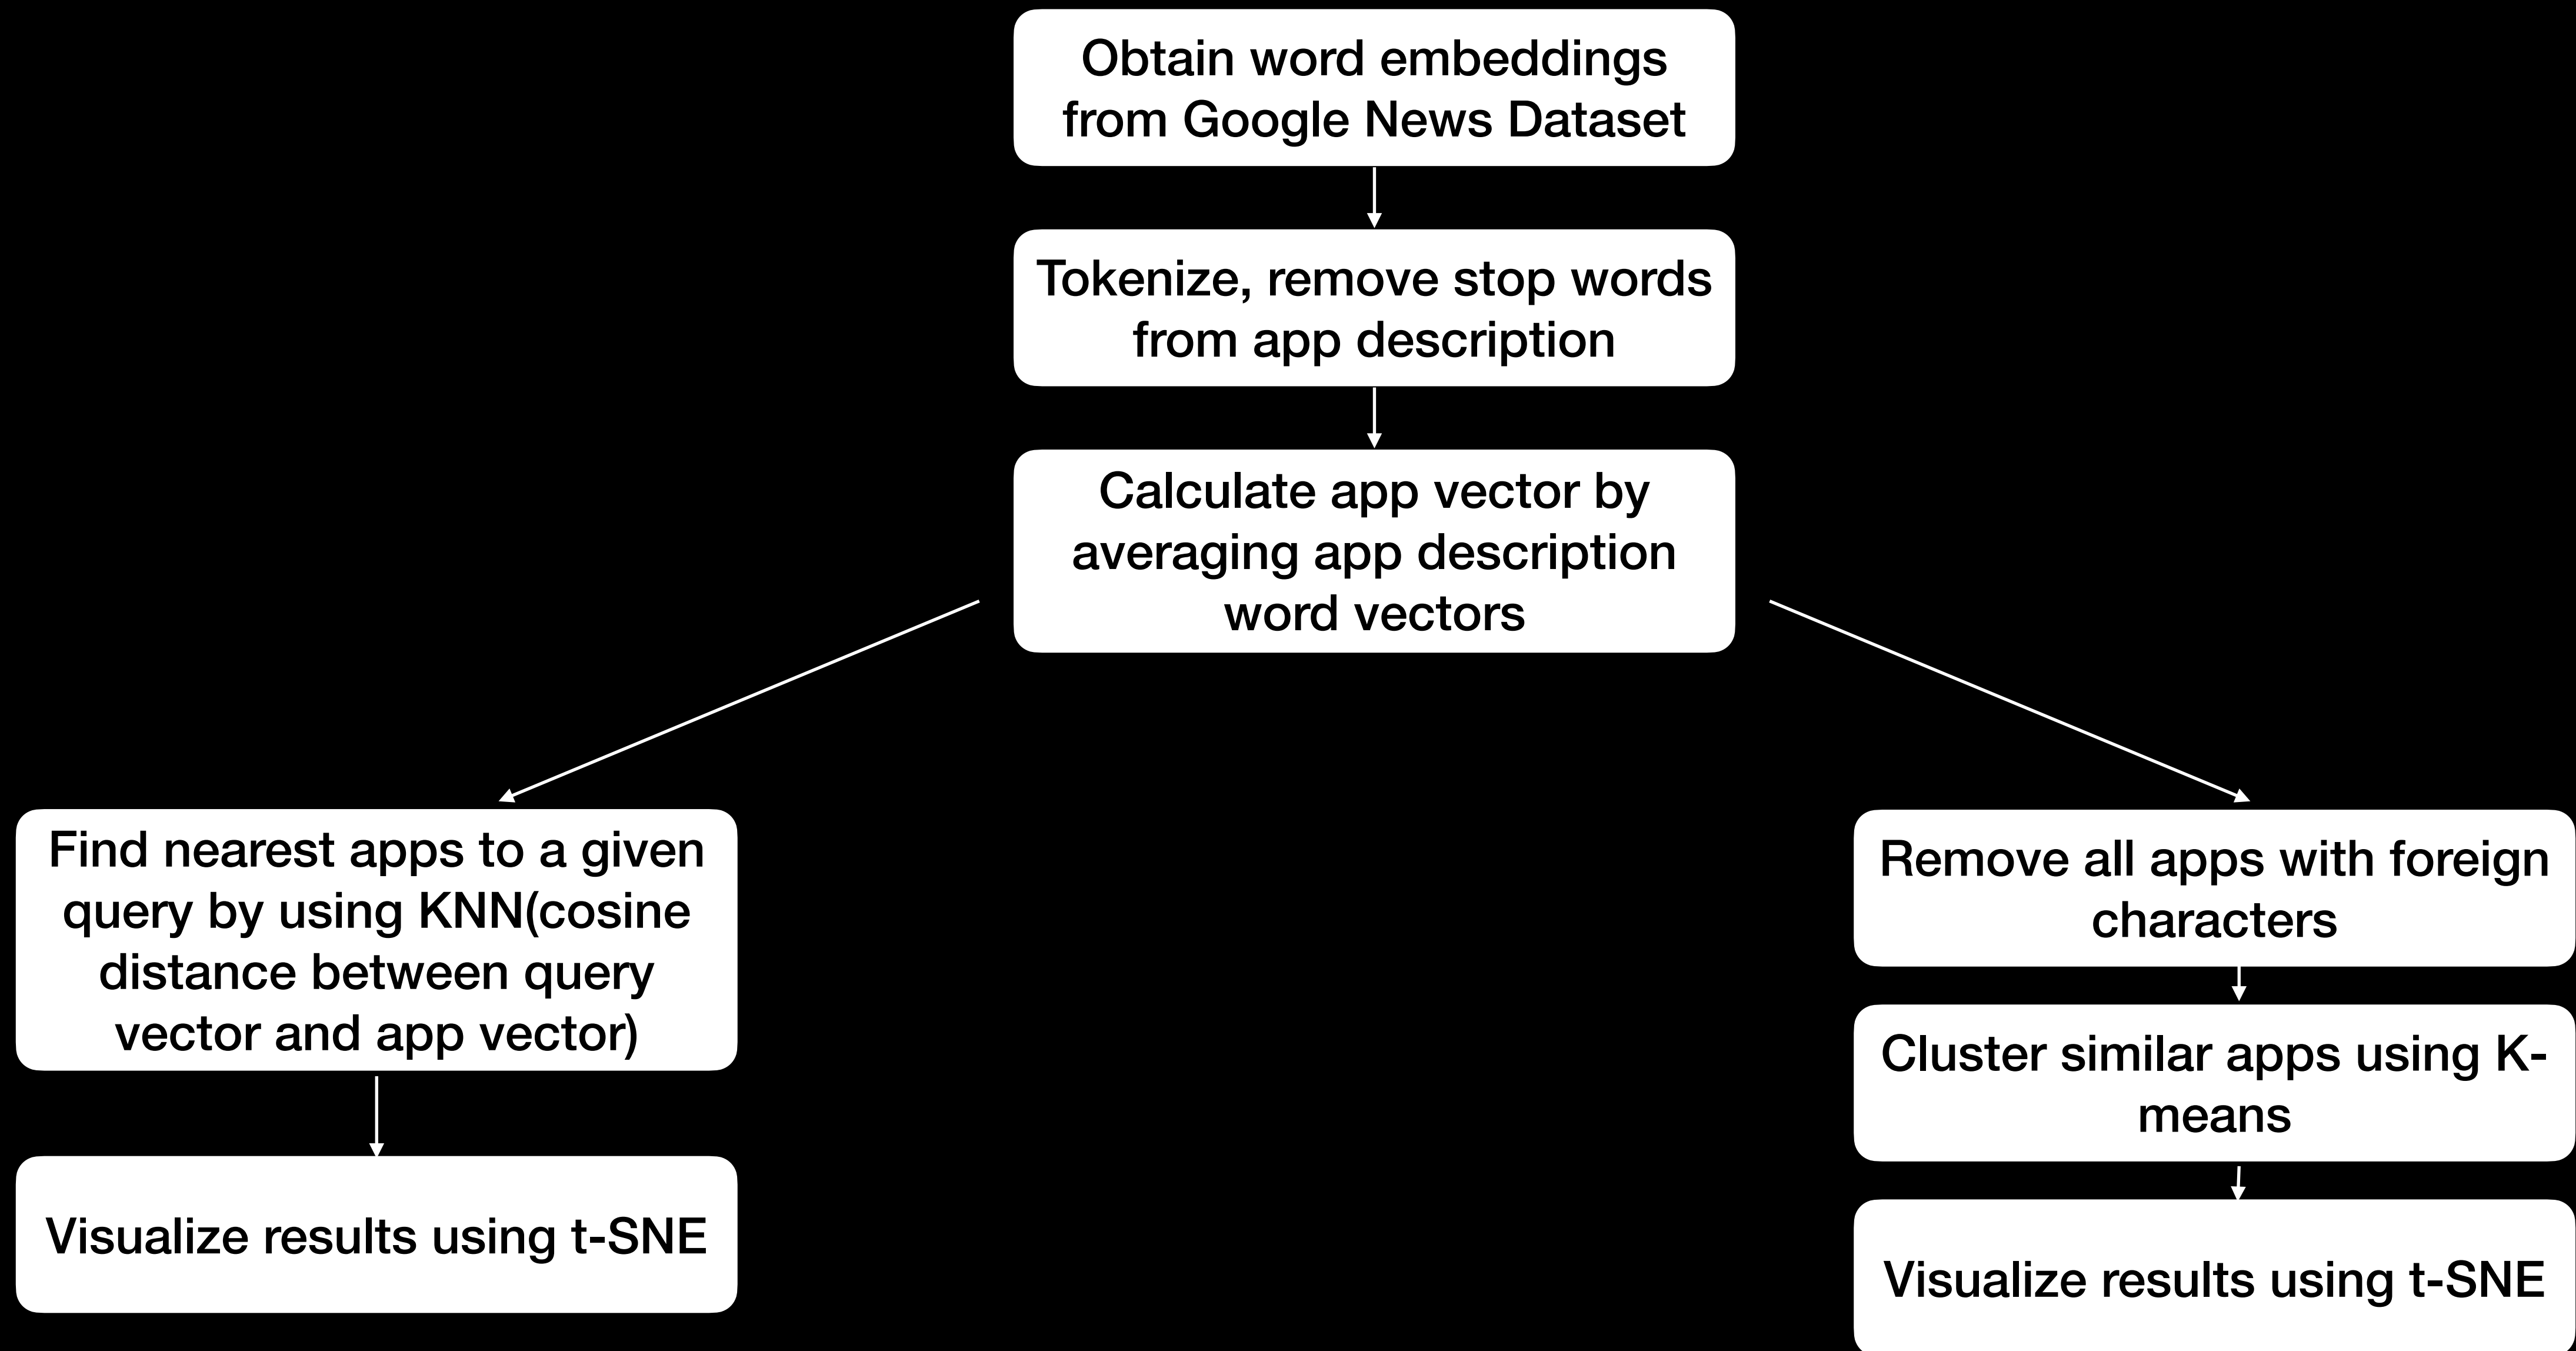 Obtain word embeddings
from Google News Dataset
Tokenize, remove stop words
from app description
Calculate app vector by
averaging app description
word vectors
Find nearest apps to a given
query by using KNN(cosine
distance between query
vector and app vector)
Visualize results using t-SNE
Remove all apps with foreign
characters
Cluster similar apps using K-
means
Visualize results using t-SNE